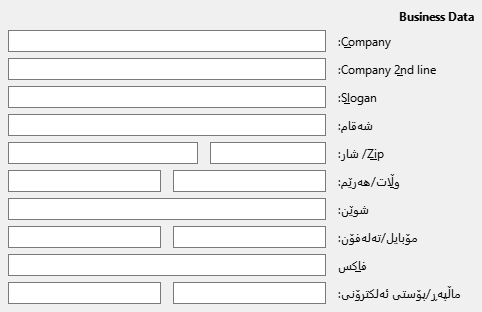 Business Data
Company:
Company 2nd line:
Slogan:
شەقام:
Zip/ شار:
وڵات/هەرێم:
شوێن:
مۆبایل/تەلەفۆن:
فاکس
ماڵپەڕ/پۆستی ئەلکترۆنی: